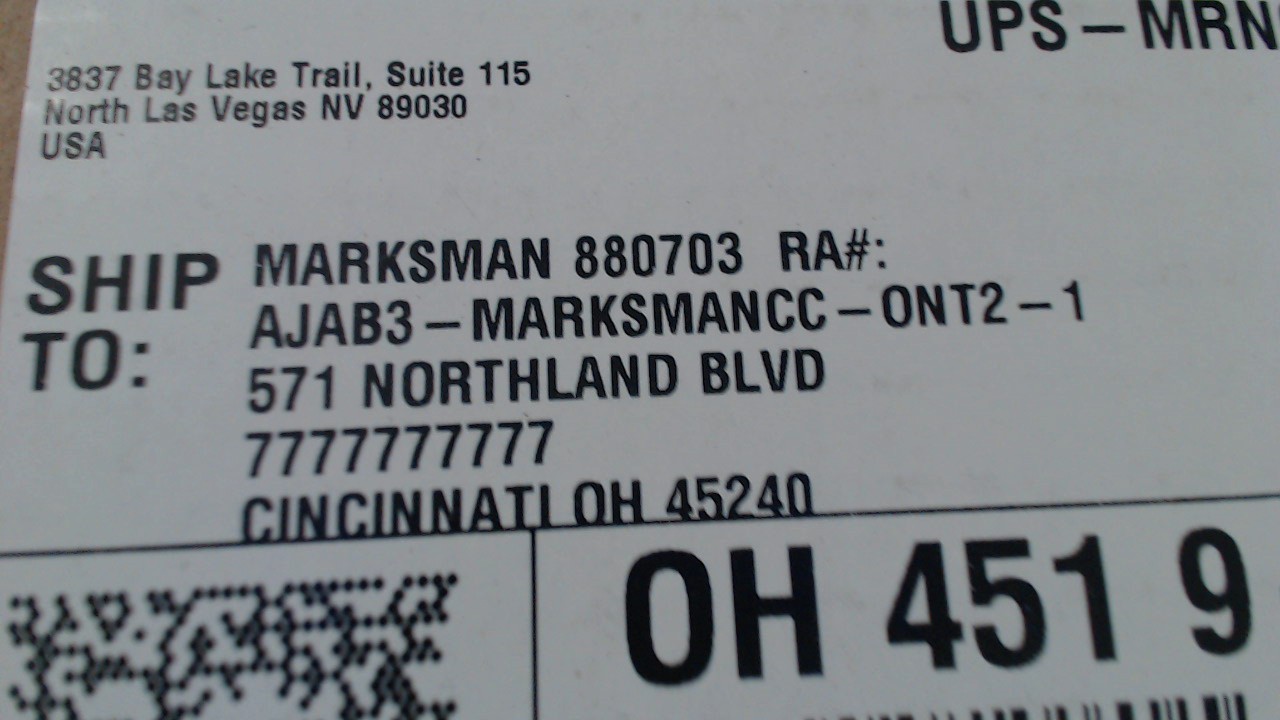 UPS – MRN
3837 Bay Lake Trail, Suite 115
North Las Vegas NV 89030
USA
SHIP TO:
MARKSMAN 880703 RA#:
AJAB3 – MARKSMANCC – ONT2 – 1
571 NORTHLAND BLVD
7777777777
CINCINNATI OH 45240
OH 451 9